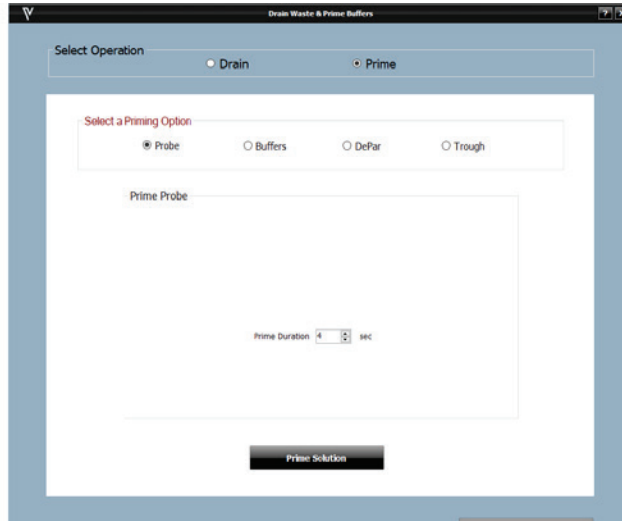 Drain Waste & Prime Buffers
?
Select Operation
Drain Prime
Select a Priming Option
Probe Buffers DePar Trough
Prime Probe
Prime Duration 4 sec
Prime Solution